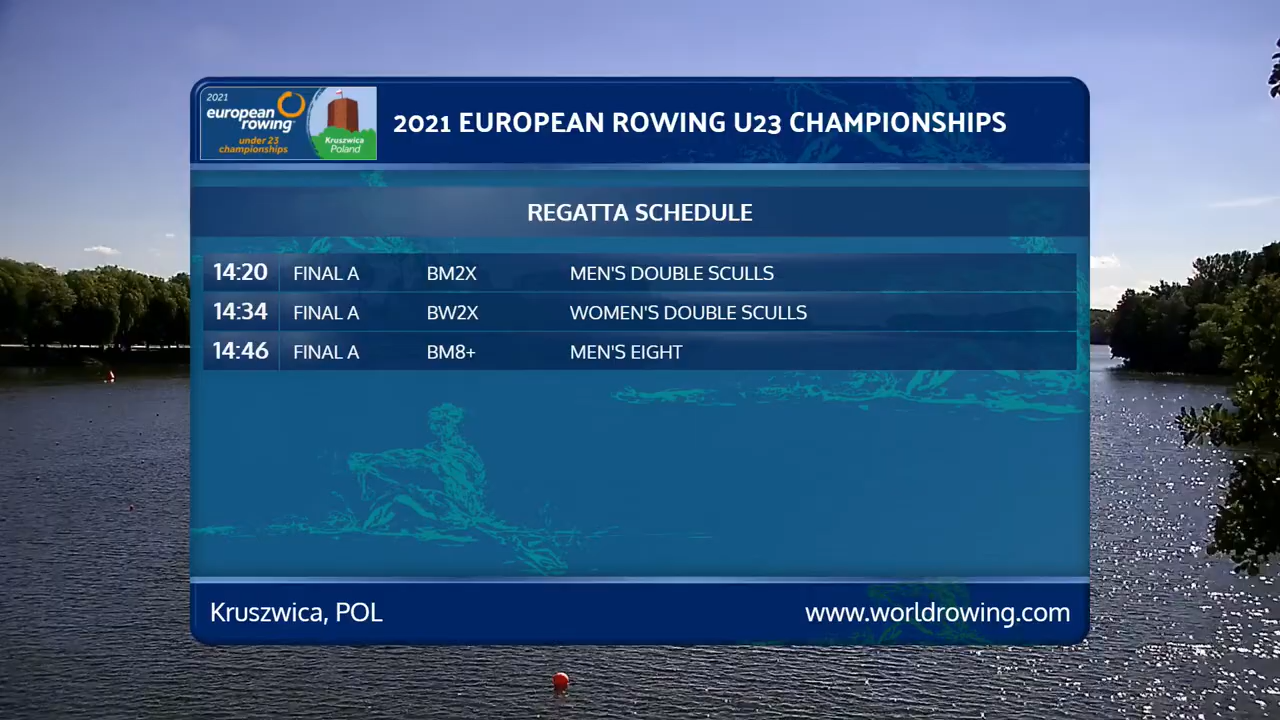 2021
european
rowing
under 23
championships
Kruszwica
Poland
2021 EUROPEAN ROWING U23 CHAMPIONSHIPS
REGATTA SCHEDULE
14:20 FINAL A BM2X MEN'S DOUBLE SCULLS
14:34 FINAL A BW2X WOMEN'S DOUBLE SCULLS
14:46 FINAL A BM8+ MEN'S EIGHT
Kruszwica, POL www.worldrowing.com